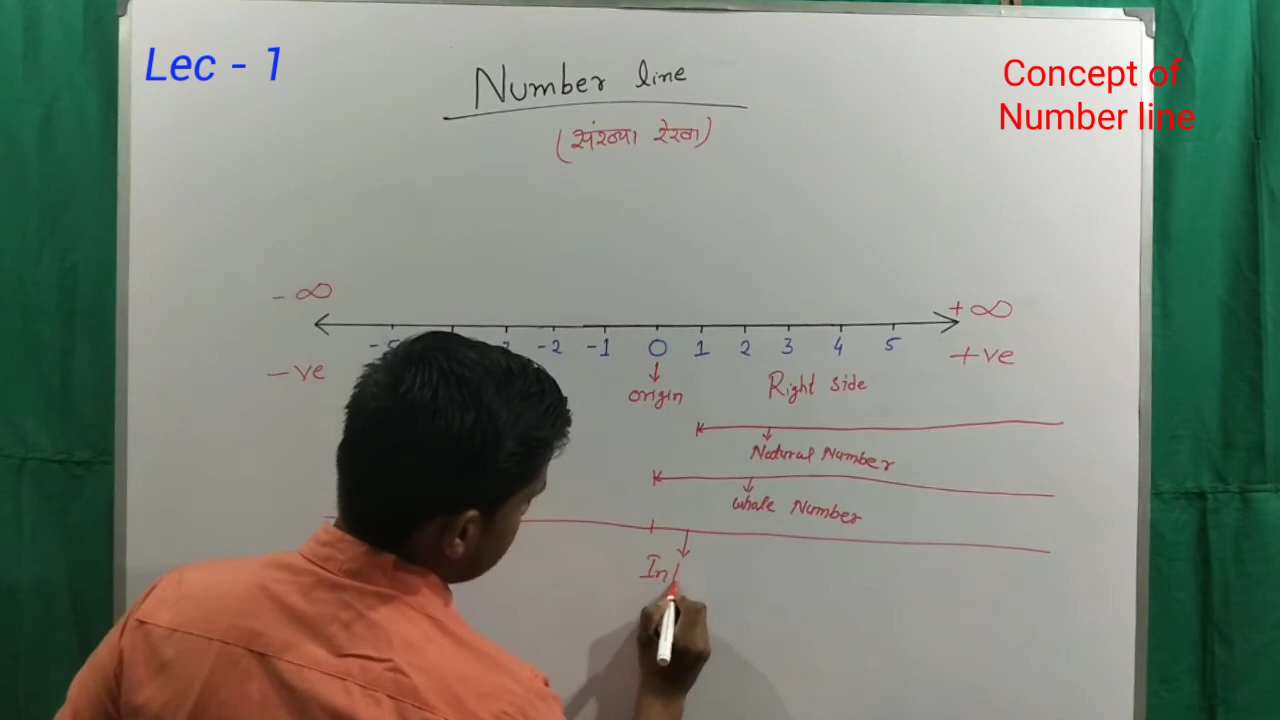 Lec - 1
Concept of
Number line
Number line
(संख्या रेखा)
- ∞
+ ∞
-2 -1 0 1 2 3 4 5
- ve
+ve
origin
Right side
Natural Number
Whole Number
In